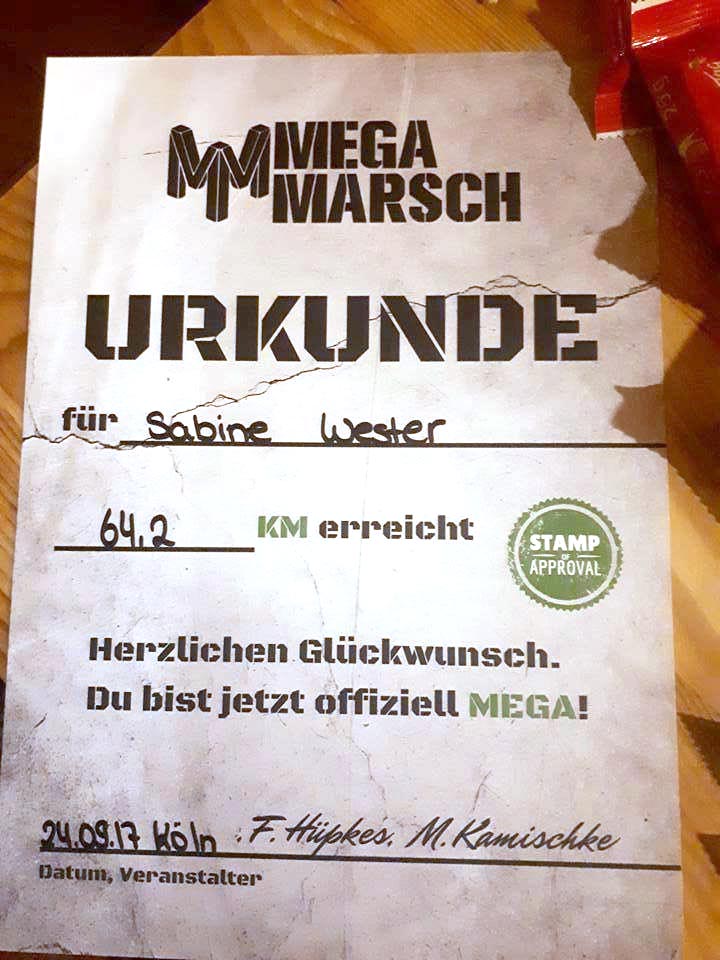 MEGA
MARSCH
URKUNDE
für Sabine Wester
64,2 KM erreicht
STAMP
OF
APPROVAL
Herzlichen Glückwunsch.
Du bist jetzt offiziell MEGA!
24.09.17 Köln F. Hüpkes, M. Kamischke
Datum, Veranstalter
23g